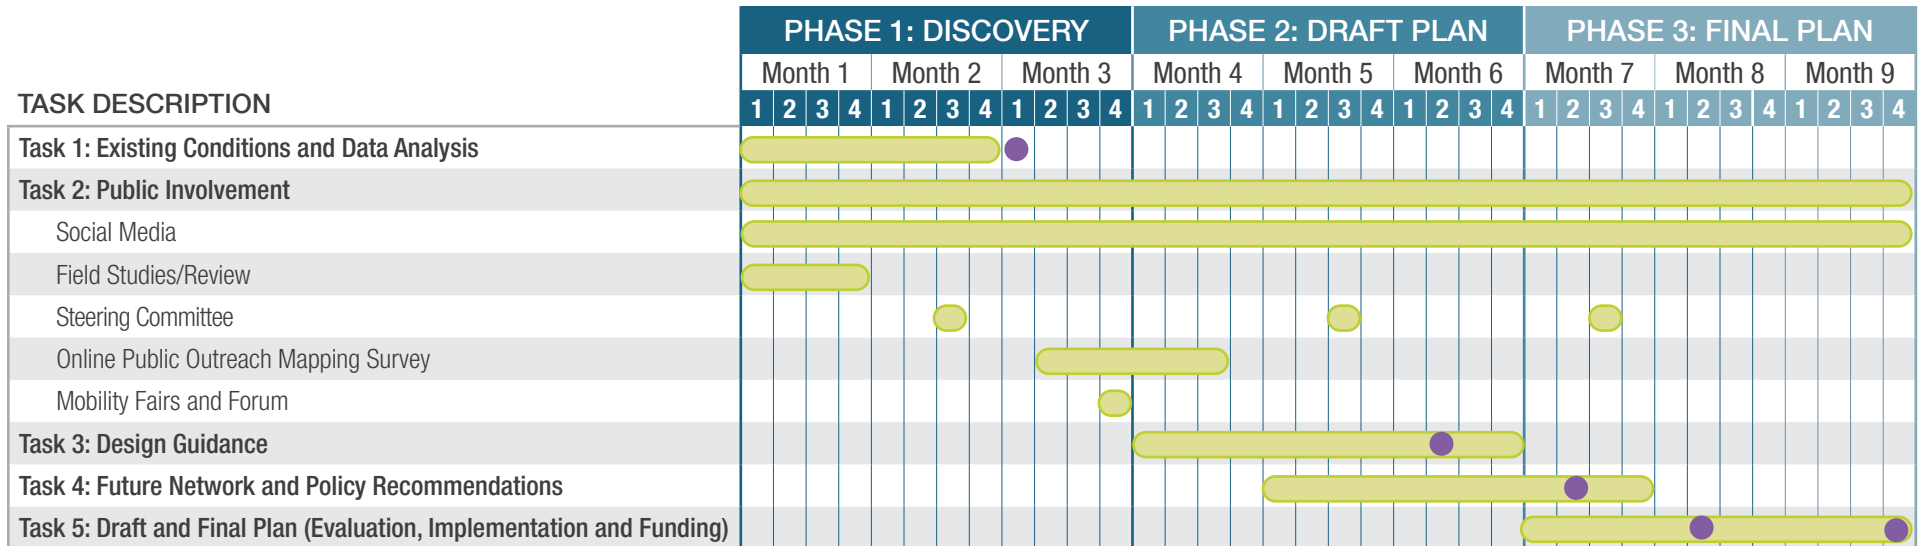 PHASE 1: DISCOVERY PHASE 2: DRAFT PLAN PHASE 3: FINAL PLAN
Month 1 Month 2 Month 3 Month 4 Month 5 Month 6 Month 7 Month 8 Month 9
TASK DESCRIPTION 1 2 3 4 1 2 3 4 1 2 3 4 1 2 3 4 1 2 3 4 1 2 3 4 1 2 3 4 1 2 3 4 1 2 3 4
Task 1: Existing Conditions and Data Analysis
Task 2: Public Involvement
Social Media
Field Studies/Review
Steering Committee
Online Public Outreach Mapping Survey
Mobility Fairs and Forum
Task 3: Design Guidance
Task 4: Future Network and Policy Recommendations
Task 5: Draft and Final Plan (Evaluation, Implementation and Funding)